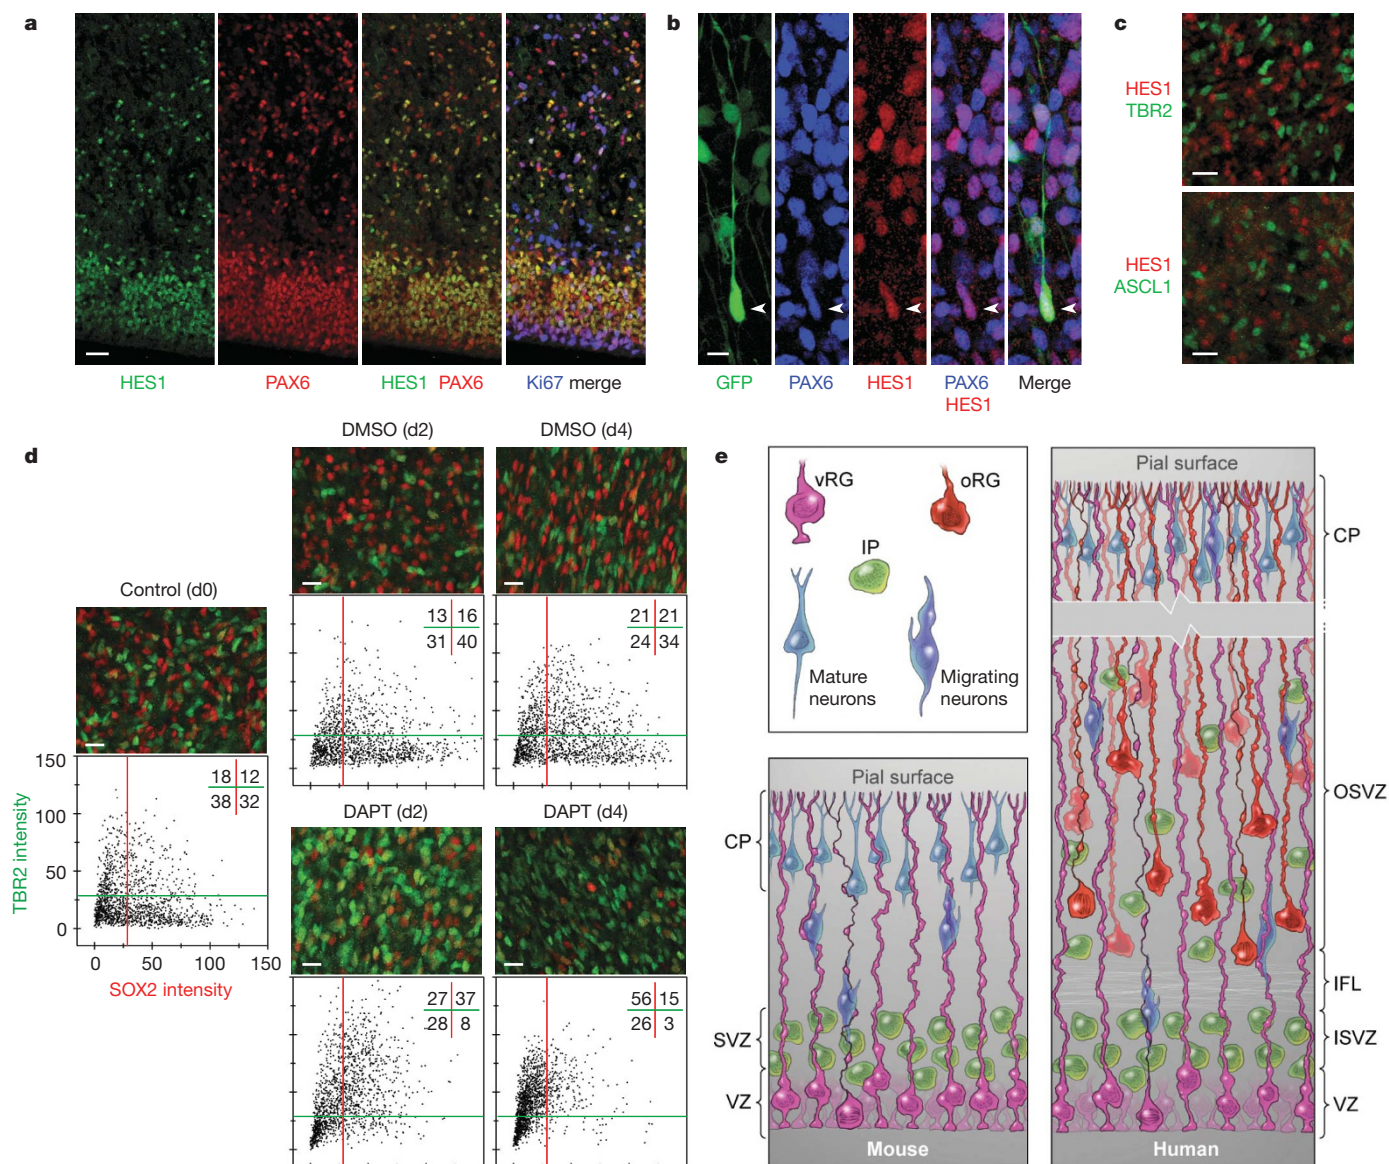 a
HES1
PAX6
HES1 PAX6
Ki67 merge
b
GFP
PAX6
HES1
PAX6
HES1
Merge
c
HES1
TBR2
HES1
ASCL1
d
Control (d0)
DMSO (d2)
DMSO (d4)
DAPT (d2)
DAPT (d4)
18 12
38 32
13 16
31 40
21 21
24 34
27 37
28 8
56 15
26 3
150
100
50
0
TBR2 intensity
0 50 100 150
SOX2 intensity
e
vRG
oRG
IP
Mature
neurons
Migrating
neurons
Pial surface
CP
SVZ
VZ
Mouse
Pial surface
CP
OSVZ
IFL
ISVZ
VZ
Human